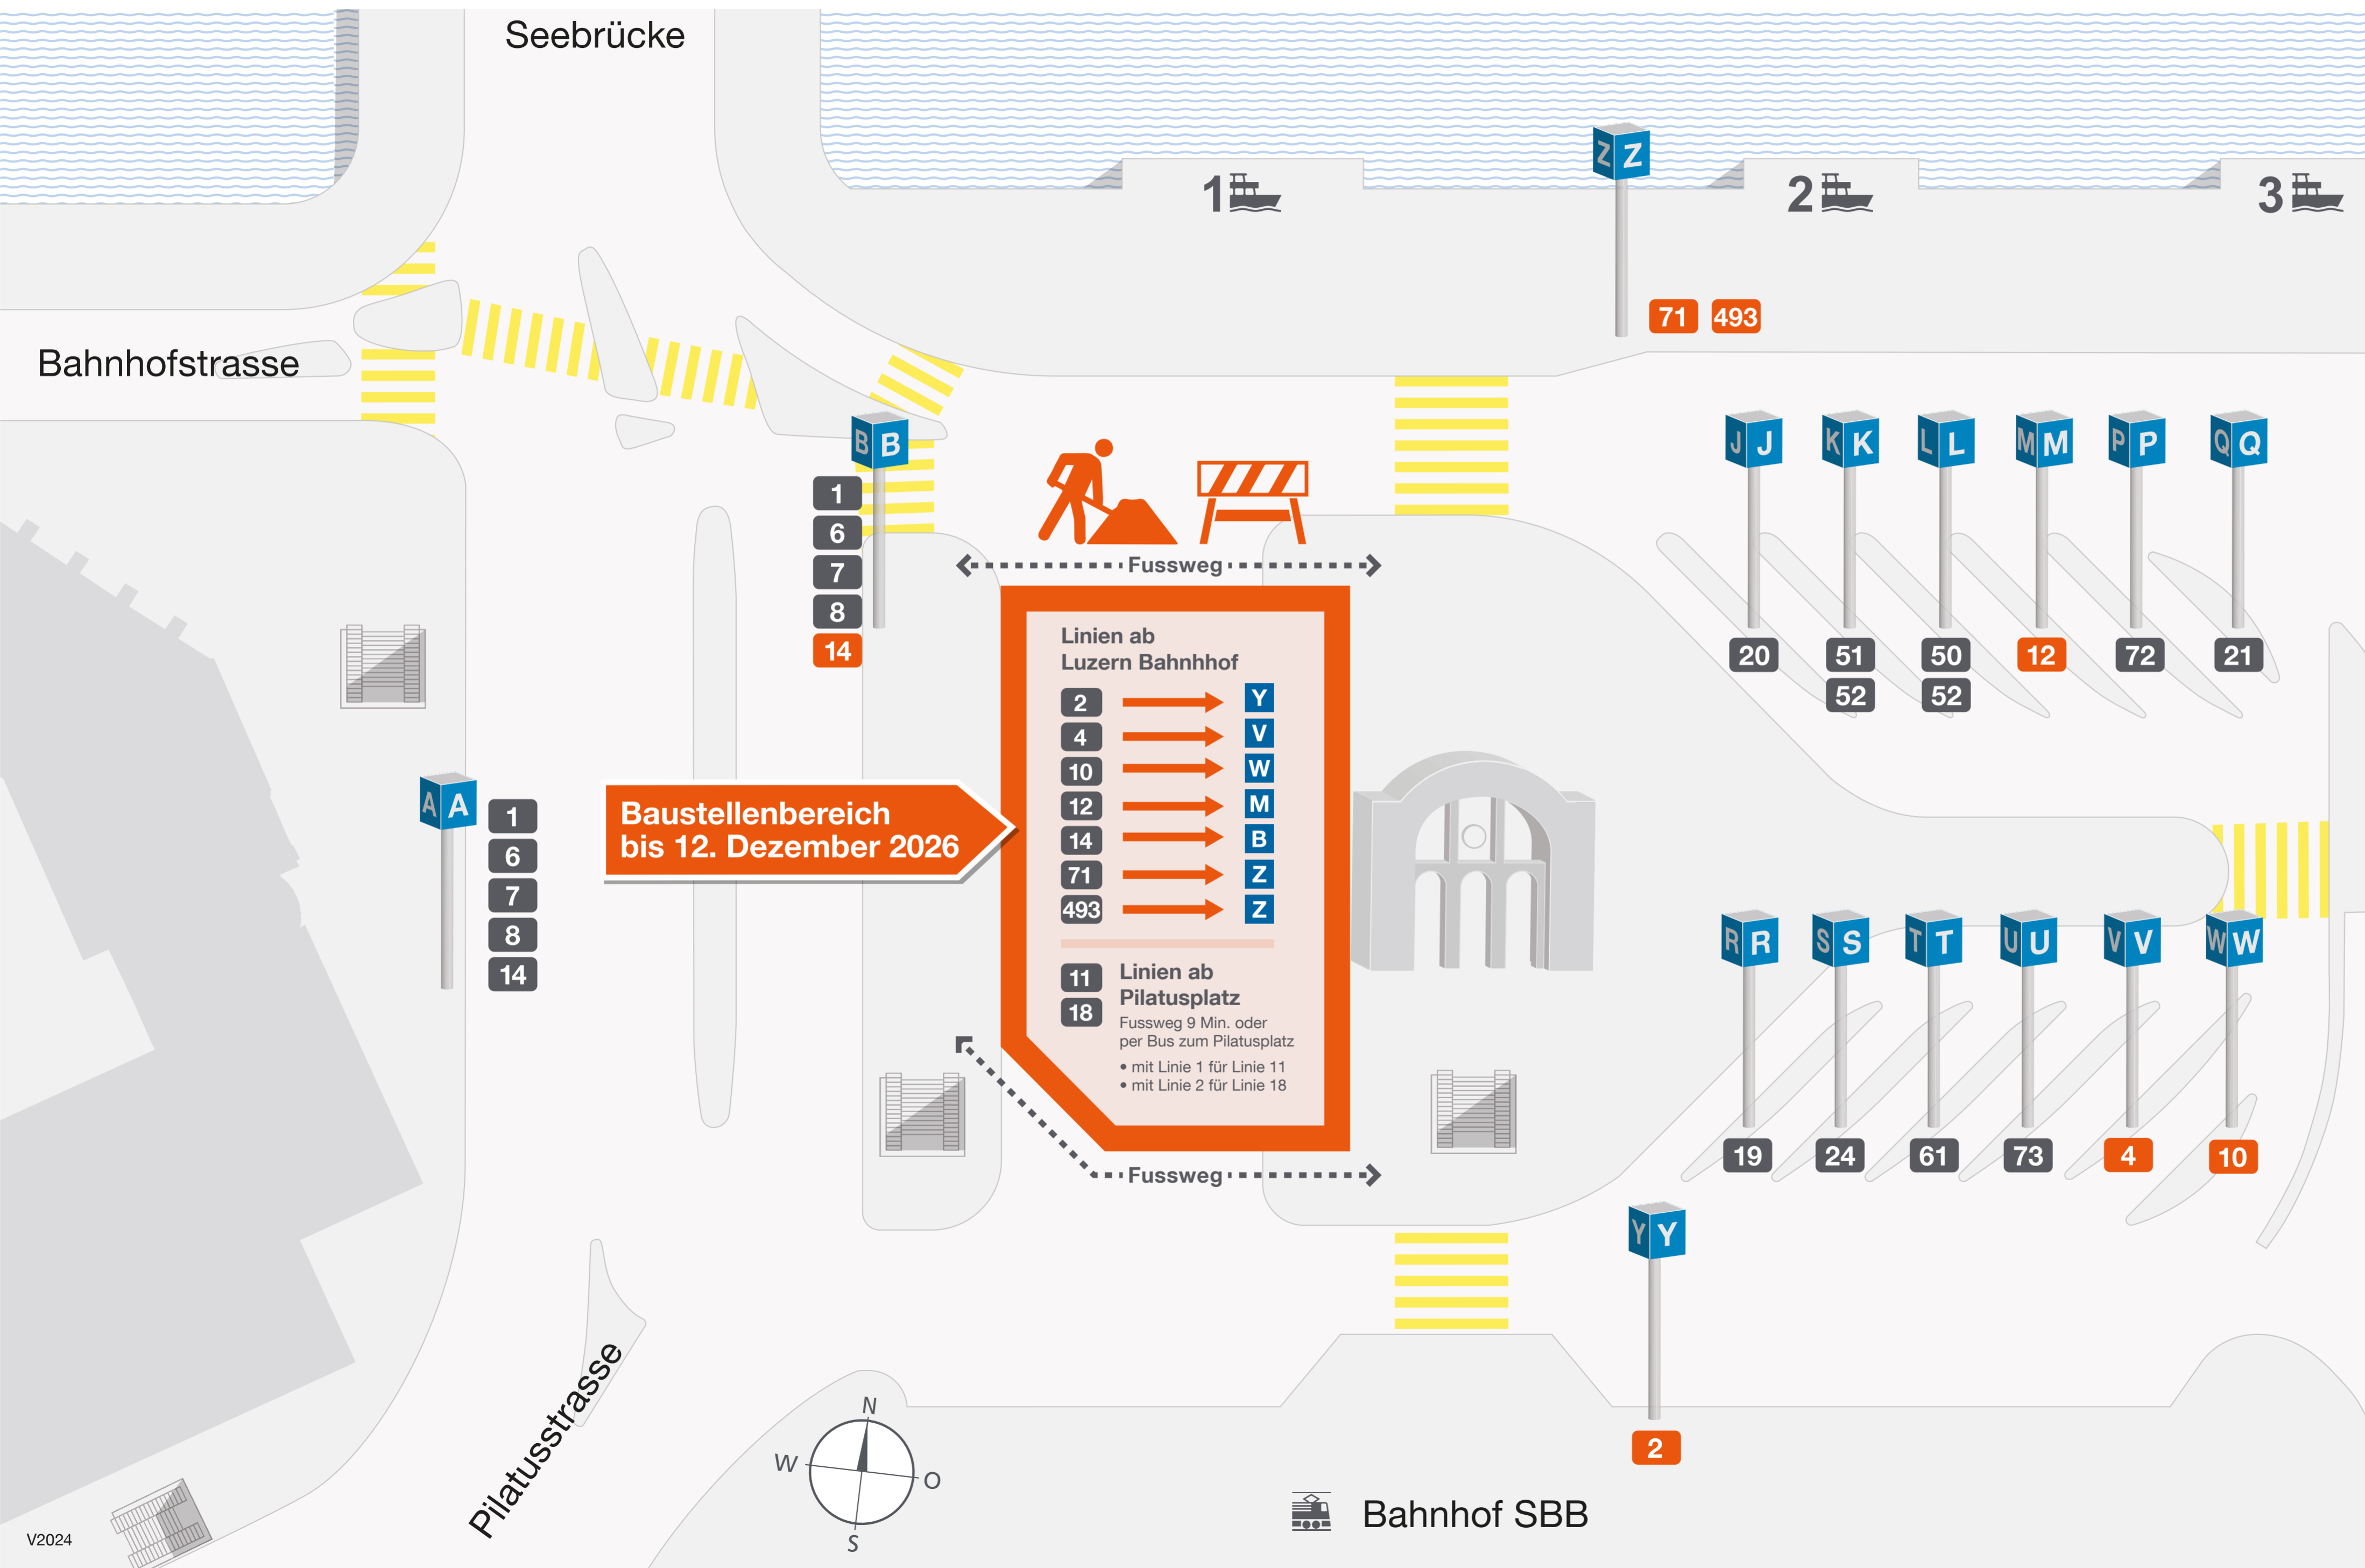 Seebrücke
Z Z
1
2
3
71 493
Bahnhofstrasse
B B
1
6
7
8
14
J J
K K
L L
M M
P P
Q Q
20
51
52
50
52
12
72
21
Fussweg
Linien ab
Luzern Bahnhhof
2 Y
4 V
10 W
12 M
14 B
71 Z
493 Z
11
18
Linien ab
Pilatusplatz
Fussweg 9 Min. oder
per Bus zum Pilatusplatz
• mit Linie 1 für Linie 11
• mit Linie 2 für Linie 18
Fussweg
Baustellenbereich
bis 12. Dezember 2026
A A
1
6
7
8
14
R R
S S
T T
U U
V V
W W
19
24
61
73
4
10
Y Y
2
Pilatusstrasse
N
W
O
S
Bahnhof SBB
V2024